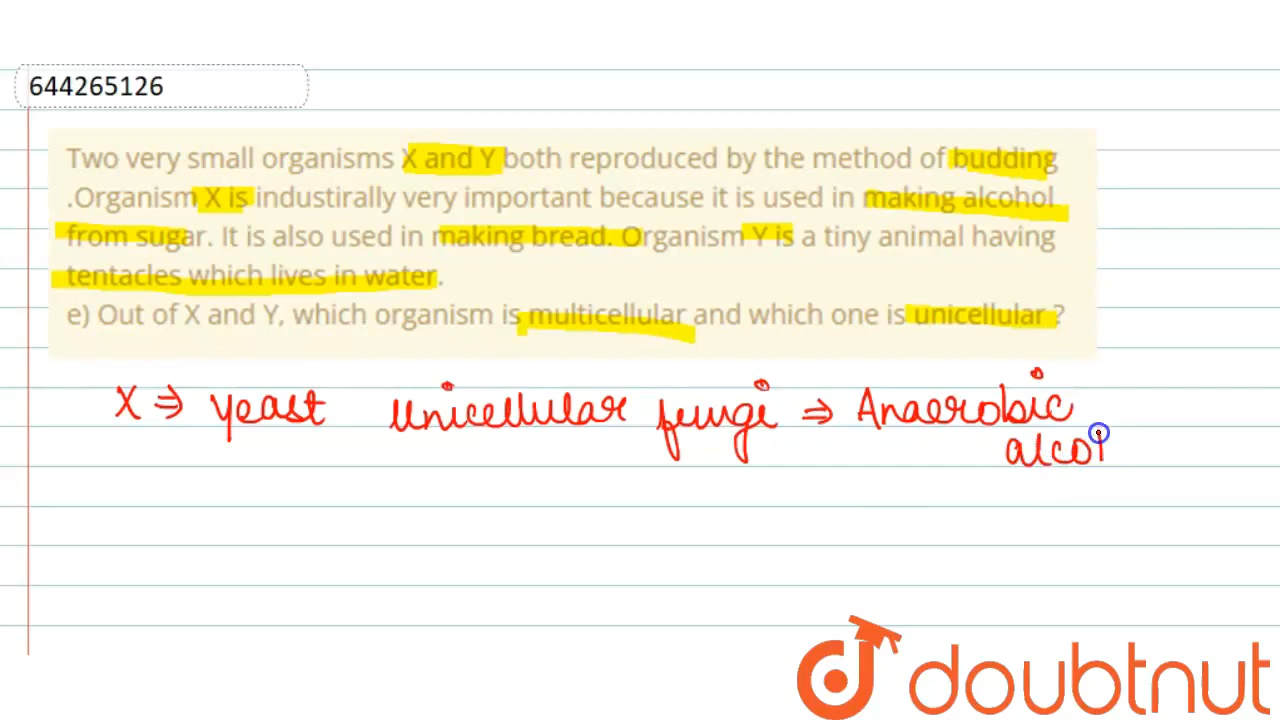 644265126
Two very small organisms X and Y both reproduced by the method of budding
.Organism X is industirally very important because it is used in making alcohol
from sugar. It is also used in making bread. Organism Y is a tiny animal having
tentacles which lives in water.
e) Out of X and Y, which organism is multicellular and which one is unicellular ?
X ⇒ yeast unicellular fungi ⇒ Anaerobic
alcol
doubtnut